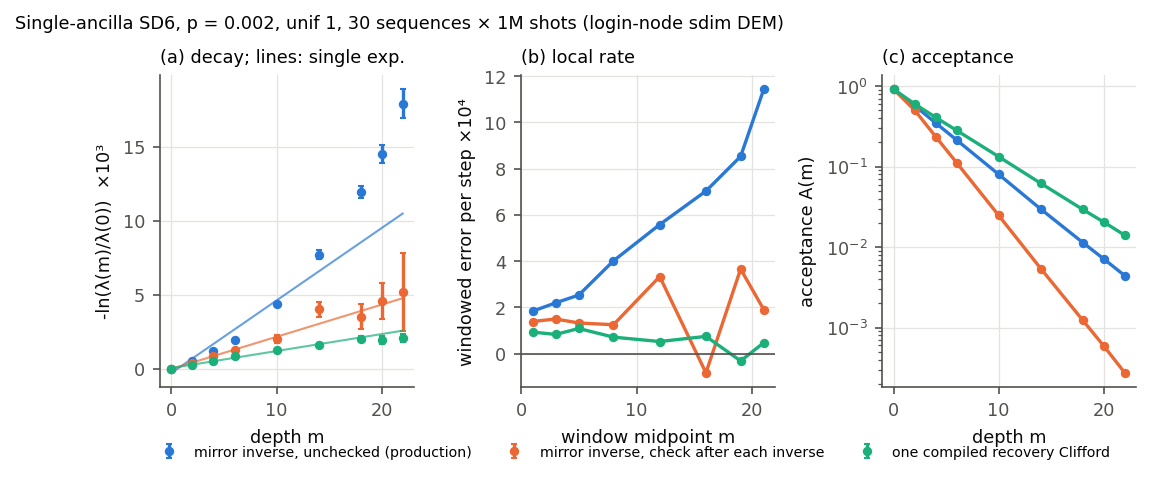 Single-ancilla SD6, p = 0.002, unif 1, 30 sequences × 1M shots (login-node sdim DEM)
(a) decay; lines: single exp.
-ln(λ(m)/λ(0)) ×10³
15
10
5
0
0
10
20
depth m
(b) local rate
windowed error per step ×10⁴
12
10
8
6
4
2
0
0
10
20
window midpoint m
(c) acceptance
acceptance A(m)
10⁰
10⁻¹
10⁻²
10⁻³
0
10
20
depth m
mirror inverse, unchecked (production)
mirror inverse, check after each inverse
one compiled recovery Clifford